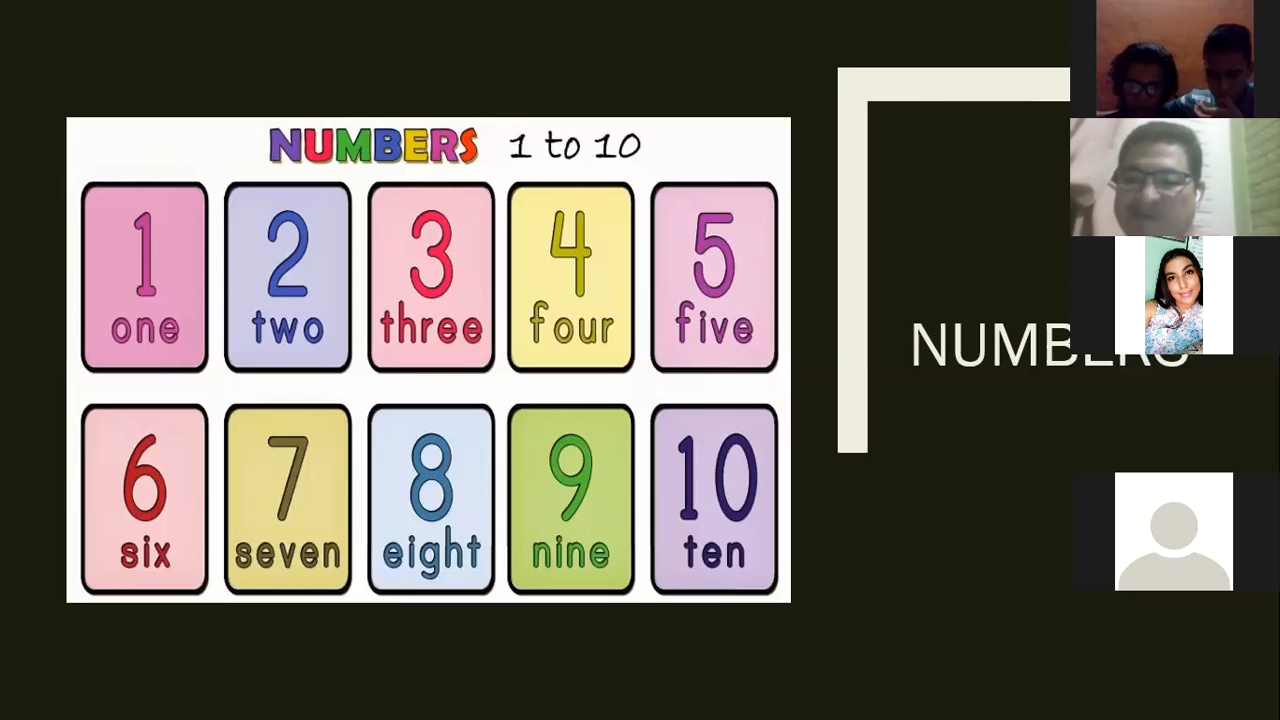 NUMBERS 1 to 10
1 2 3 4 5
one two three four five
6 7 8 9 10
six seven eight nine ten
NUMBERS